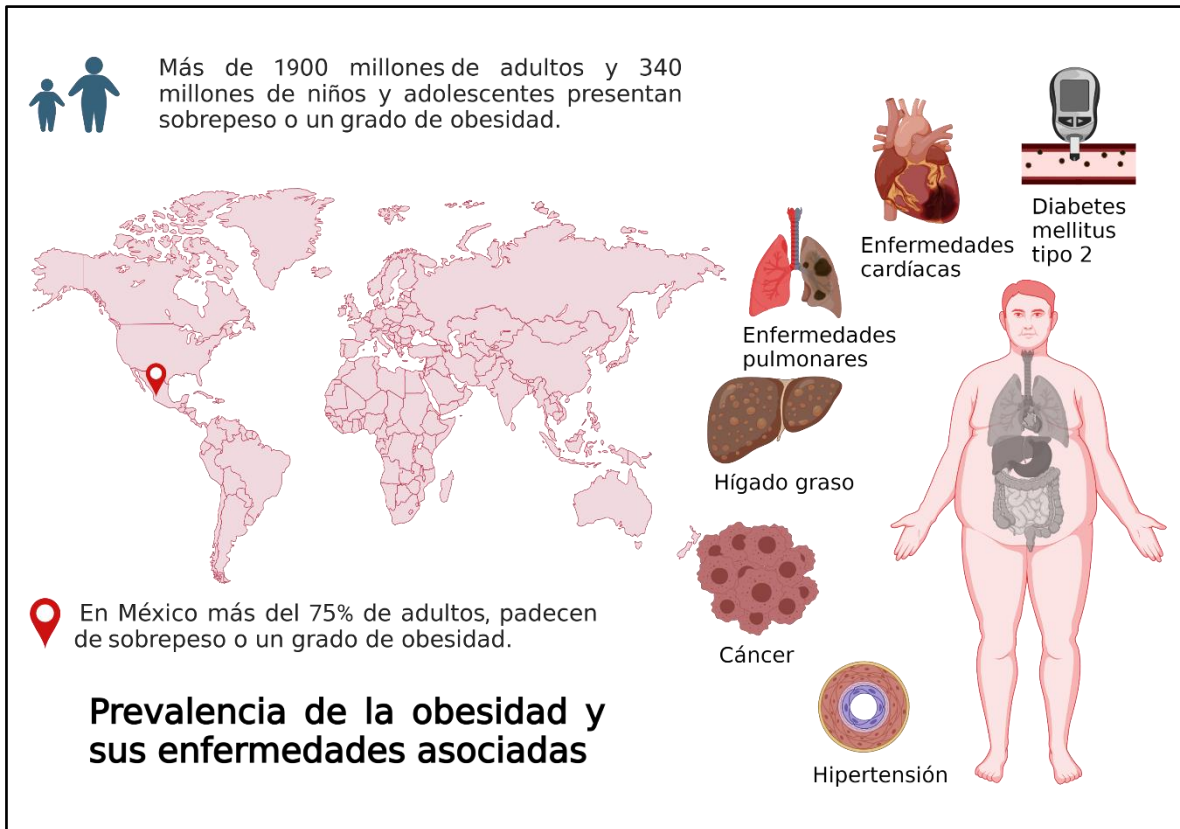 Más de 1900 millones de adultos y 340
millones de niños y adolescentes presentan
sobrepeso o un grado de obesidad.
Diabetes
mellitus
tipo 2
Enfermedades
cardíacas
Enfermedades
pulmonares
Hígado graso
Cáncer
Hipertensión
En México más del 75% de adultos, padecen
de sobrepeso o un grado de obesidad.
Prevalencia de la obesidad y
sus enfermedades asociadas